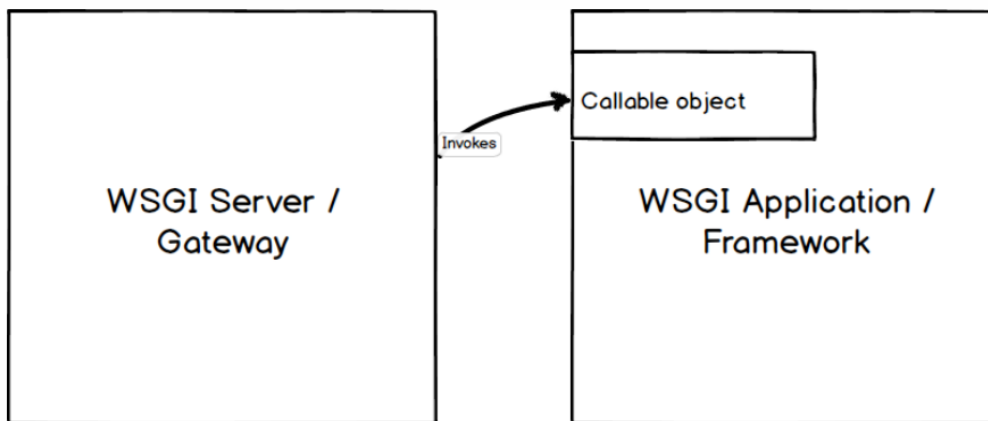 Callable object
Invokes
WSGI Server /
Gateway
WSGI Application /
Framework